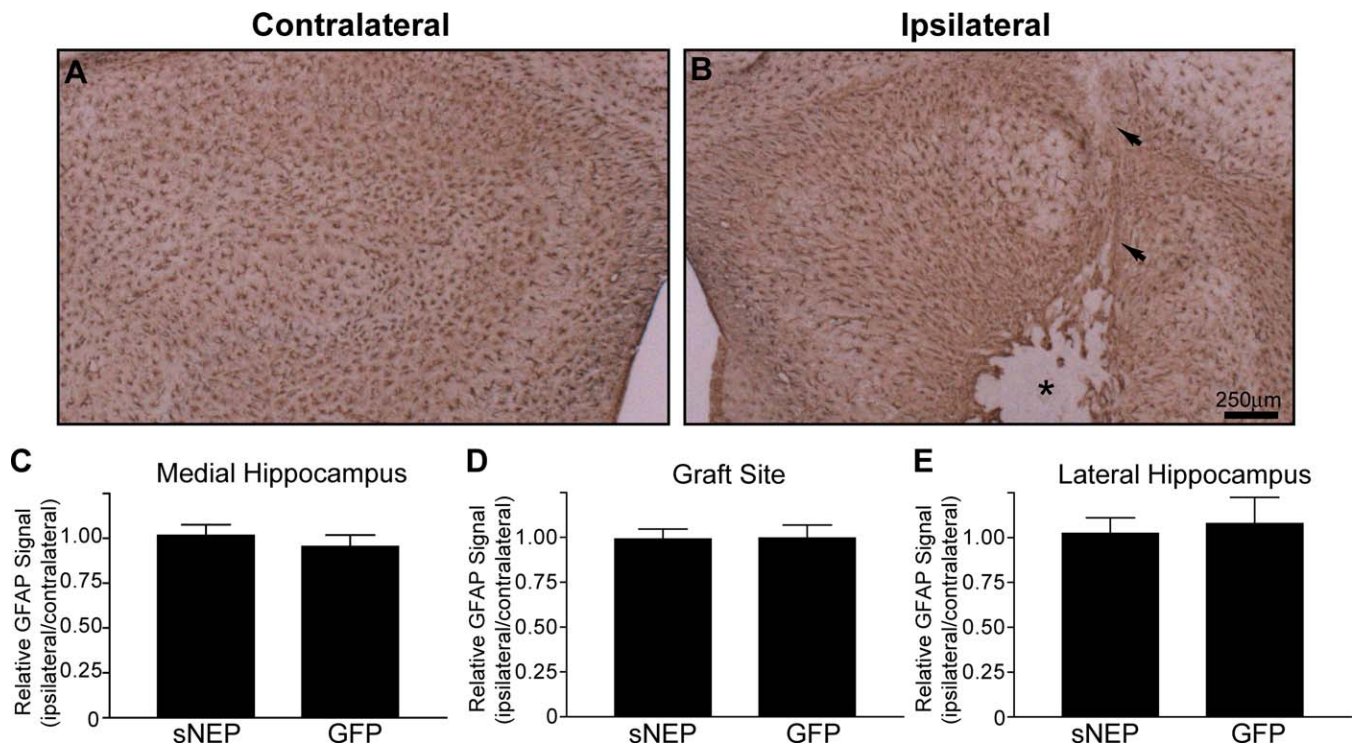 Contralateral
Ipsilateral
A
B
*
250µm
C
Medial Hippocampus
Relative GFAP Signal
(ipsilateral/contralateral)
1.00
0.75
0.50
0.25
0
sNEP
GFP
D
Graft Site
Relative GFAP Signal
(ipsilateral/contralateral)
1.00
0.75
0.50
0.25
0
sNEP
GFP
E
Lateral Hippocampus
Relative GFAP Signal
(ipsilateral/contralateral)
1.00
0.75
0.50
0.25
0
sNEP
GFP